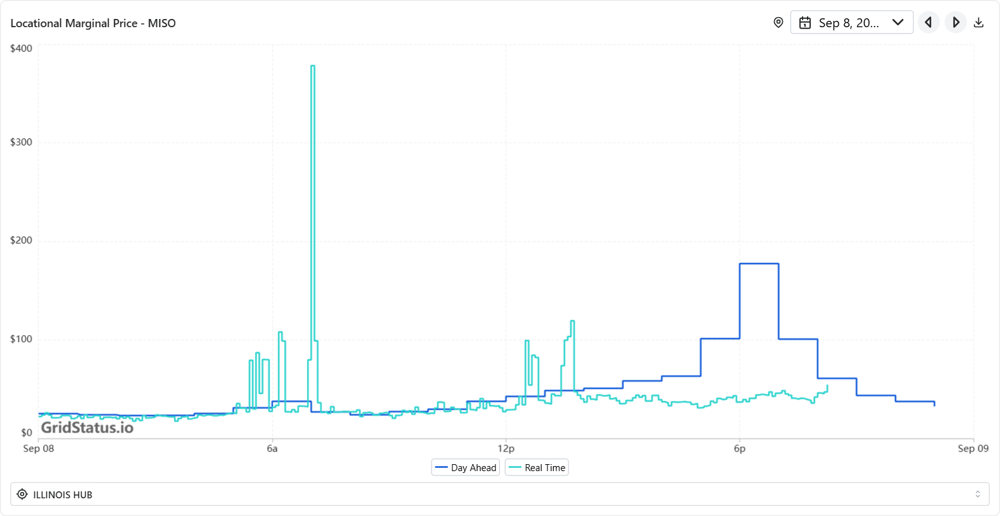 Locational Marginal Price - MISO
Sep 8, 20...
$400
$300
$200
$100
$0
GridStatus.io
Sep 08
6a
12p
6p
Sep 09
Day Ahead
Real Time
ILLINOIS HUB